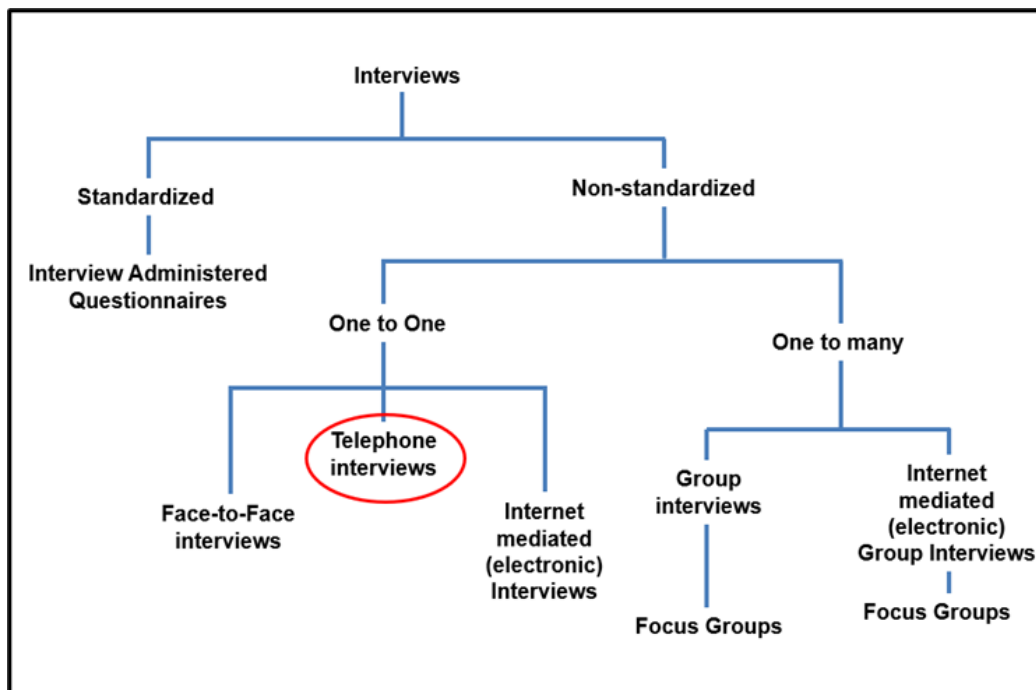 Interviews
Standardized
Non-standardized
Interview Administered
Questionnaires
One to One
One to many
Telephone
interviews
Face-to-Face
interviews
Internet
mediated
(electronic)
Interviews
Group
interviews
Internet
mediated
(electronic)
Group Interviews
Focus Groups
Focus Groups